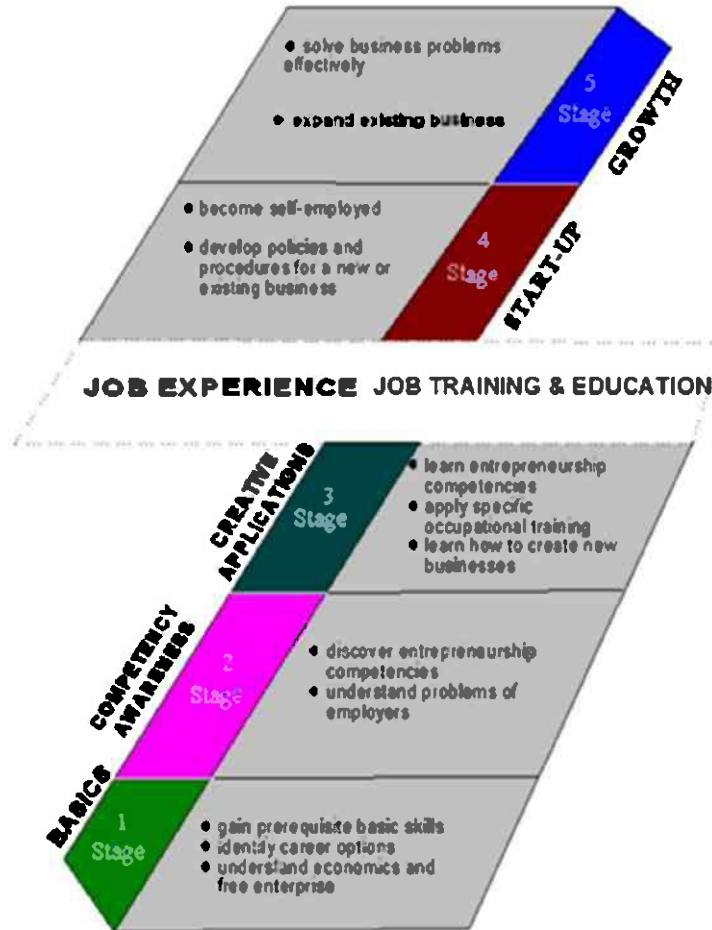 ● solve business problems
effectively
● expand existing business
5
Stage
GROWTH
● become self-employed
● develop policies and
procedures for a new or
existing business
4
Stage
START-UP
JOB EXPERIENCE JOB TRAINING & EDUCATION
CREATIVE
APPLICATIONS
3
Stage
● learn entrepreneurship
competencies
● apply specific
occupational training
● learn how to create new
businesses
COMPETENCY
AWARENESS
2
Stage
● discover entrepreneurship
competencies
● understand problems of
employers
BASICS
1
Stage
● gain prerequisite basic skills
● identify career options
● understand economics and
free enterprise